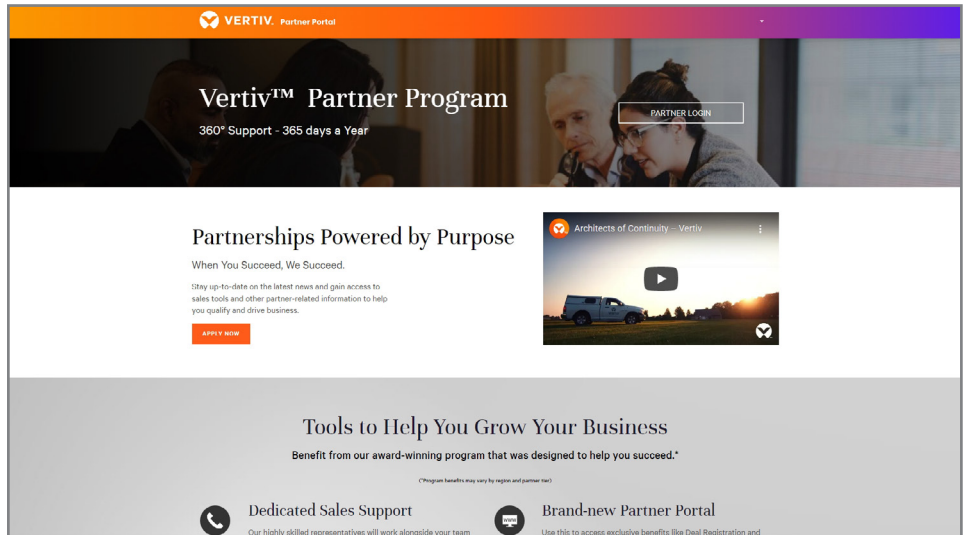 VERTIV. Partner Portal
Vertiv™ Partner Program
360° Support - 365 days a Year
PARTNER LOGIN
Partnerships Powered by Purpose
When You Succeed, We Succeed.
Stay up-to-date on the latest news and gain access to
sales tools and other partner-related information to help
you qualify and drive business.
APPLY NOW
Architects of Continuity – Vertiv
Tools to Help You Grow Your Business
Benefit from our award-winning program that was designed to help you succeed.*
(*Program benefits may vary by region and partner tier)
Dedicated Sales Support
Our highly skilled representatives will work alongside your team
www
Brand-new Partner Portal
Use this to access exclusive benefits like Deal Registration and